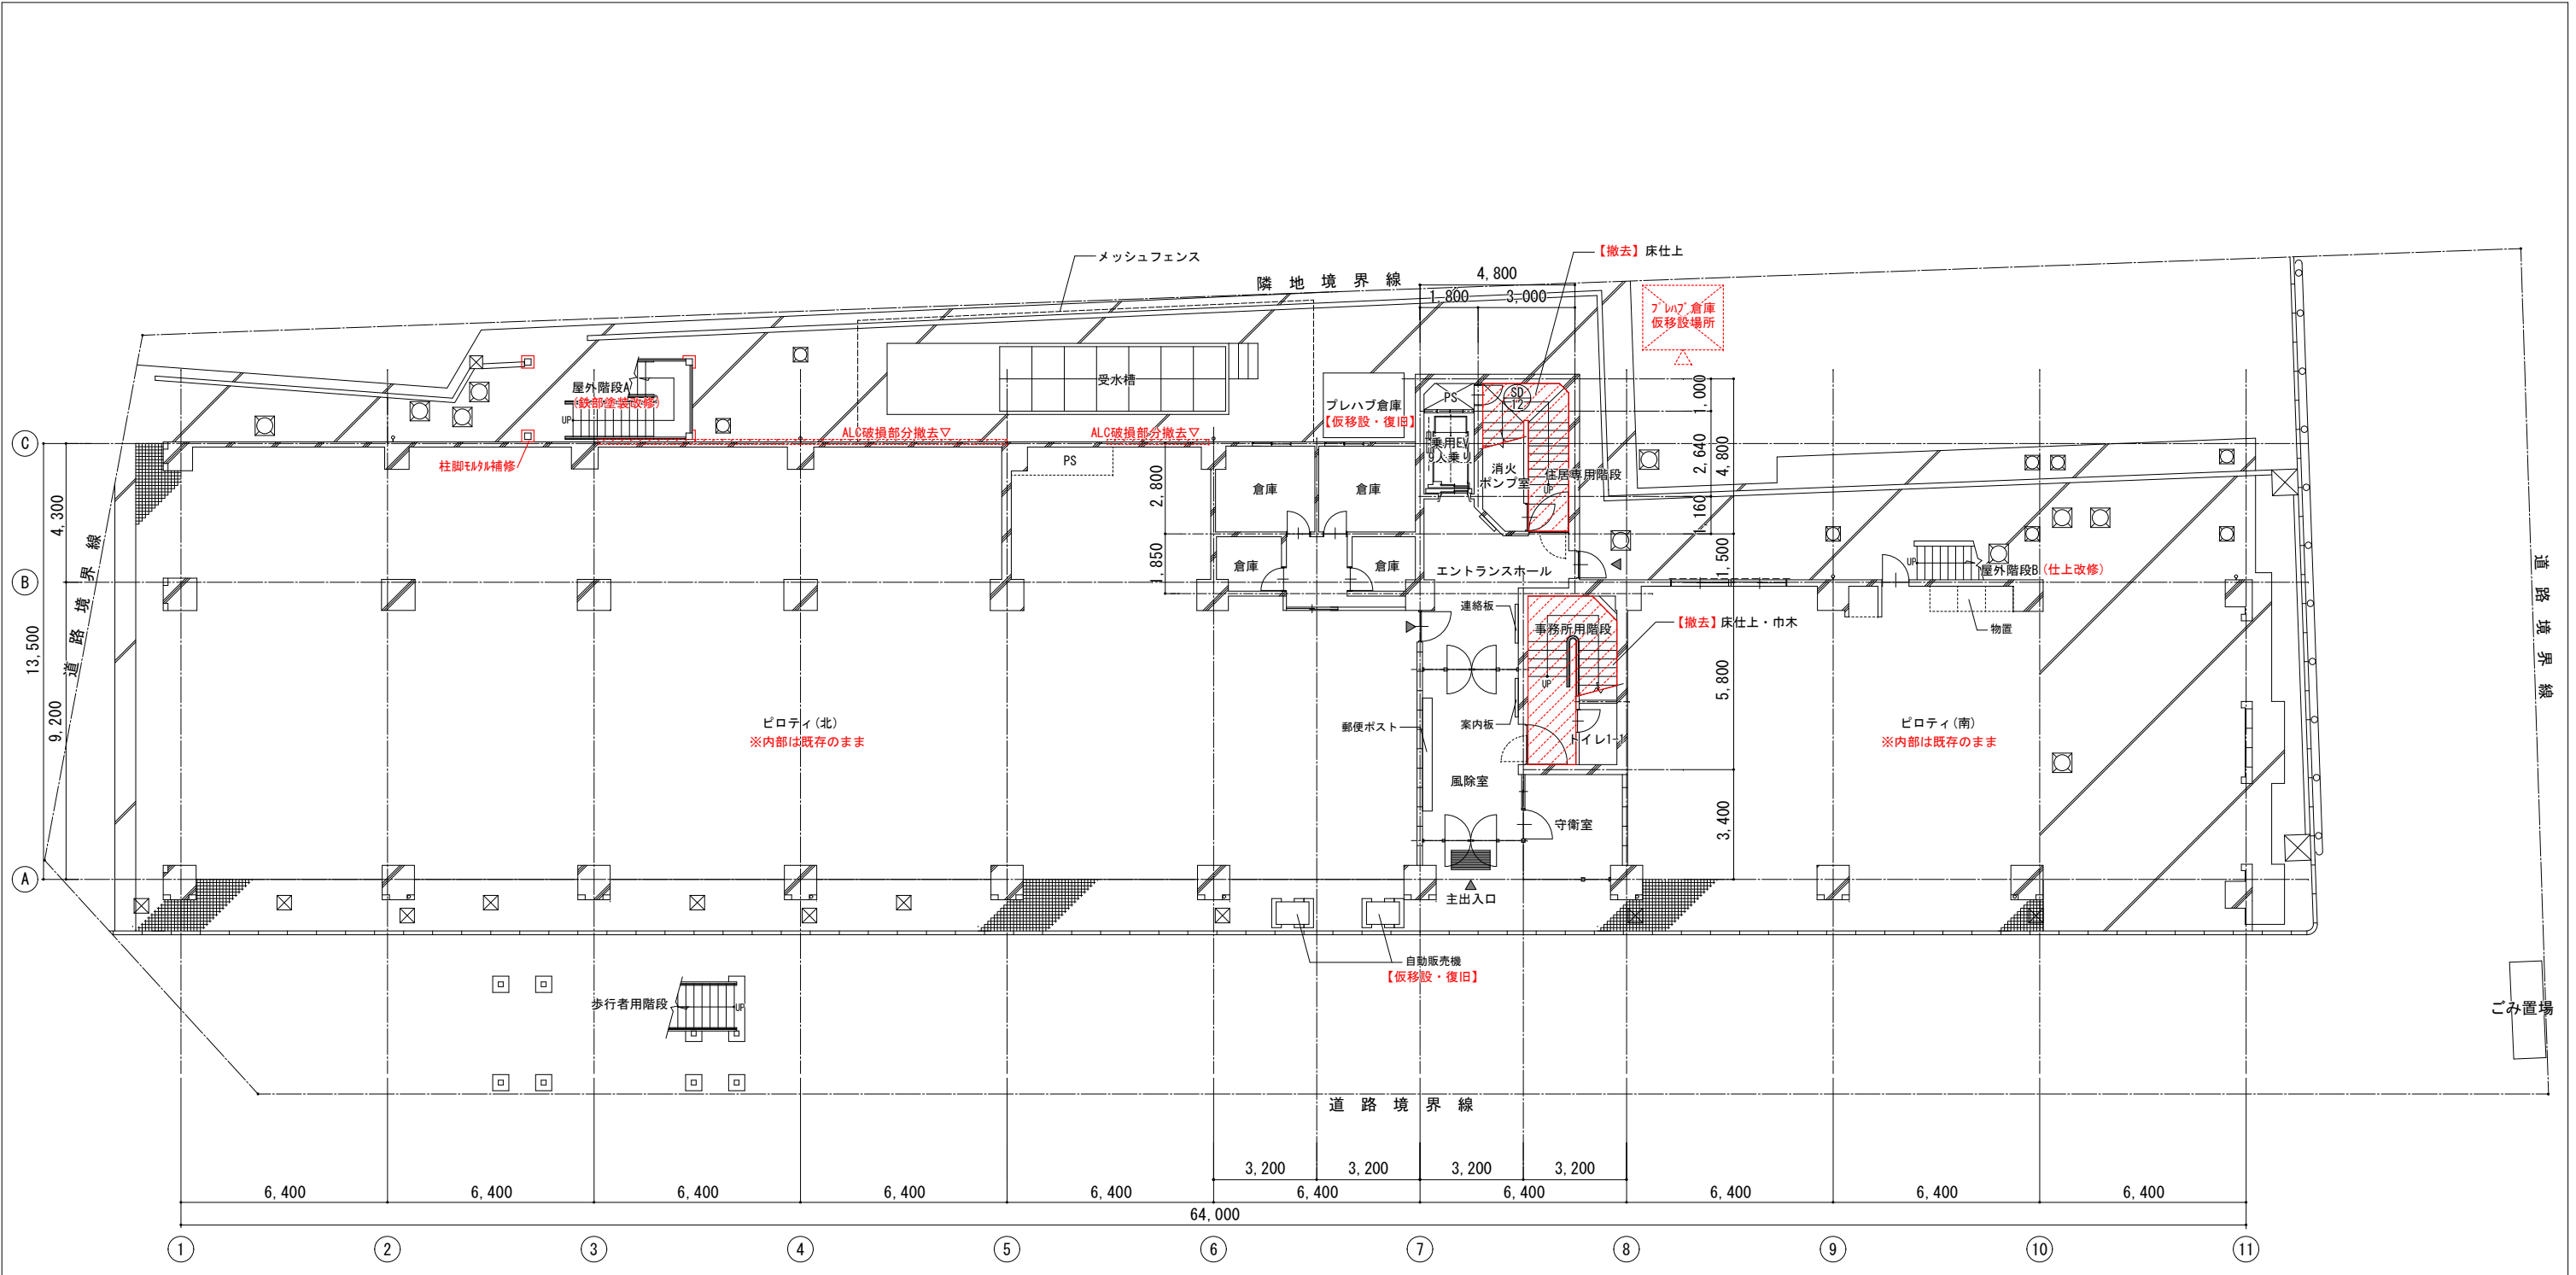 メッシュフェンス
隣地境界線
【撤去】床仕上
4,800
1,800
3,000
プレハブ倉庫
仮移設場所
屋外階段A
(鉄部塗装改修)
UP
受水槽
プレハブ倉庫
【仮移設・復旧】
PS
SD
12
1,000
2,640
4,800
1,160
1,500
C
ALC破損部分撤去▽
ALC破損部分撤去▽
柱脚モルタル補修
PS
乗用EV
9人乗り
消火
ポンプ室
住居専用階段
UP
倉庫
倉庫
2,800
1,850
倉庫
倉庫
4,300
B
エントランスホール
UP
屋外階段B(仕上改修)
道路境界線
道路境界線
13,500
9,200
連絡板
事務所用階段
【撤去】床仕上・巾木
物置
UP
5,800
ピロティ(北)
※内部は既存のまま
郵便ポスト
案内板
トイレ1-1
ピロティ(南)
※内部は既存のまま
風除室
守衛室
3,400
A
主出入口
自動販売機
【仮移設・復旧】
歩行者用階段
UP
ごみ置場
道路境界線
3,200
3,200
3,200
3,200
6,400
6,400
6,400
6,400
6,400
6,400
6,400
6,400
6,400
6,400
64,000
1
2
3
4
5
6
7
8
9
10
11